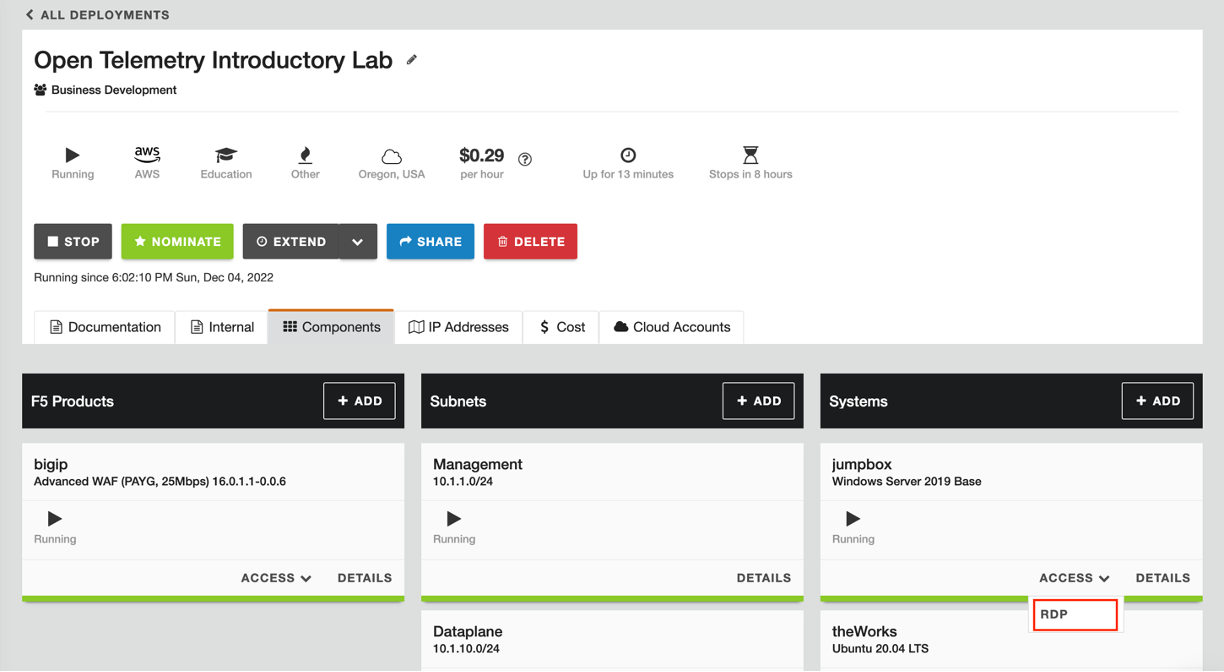 ALL DEPLOYMENTS
Open Telemetry Introductory Lab
Business Development
aws
$0.29
Running
AWS
Education
Other
Oregon, USA
per hour
Up for 13 minutes
Stops in 8 hours
STOP
NOMINATE
EXTEND
SHARE
DELETE
Running since 6:02:10 PM Sun, Dec 04, 2022
Documentation
Internal
Components
IP Addresses
$ Cost
Cloud Accounts
F5 Products
+ ADD
bigip
Advanced WAF (PAYG, 25Mbps) 16.0.1.1-0.0.6
Running
ACCESS
DETAILS
Subnets
+ ADD
Management
10.1.1.0/24
Running
DETAILS
Dataplane
10.1.10.0/24
Systems
+ ADD
jumpbox
Windows Server 2019 Base
Running
ACCESS
DETAILS
RDP
theWorks
Ubuntu 20.04 LTS